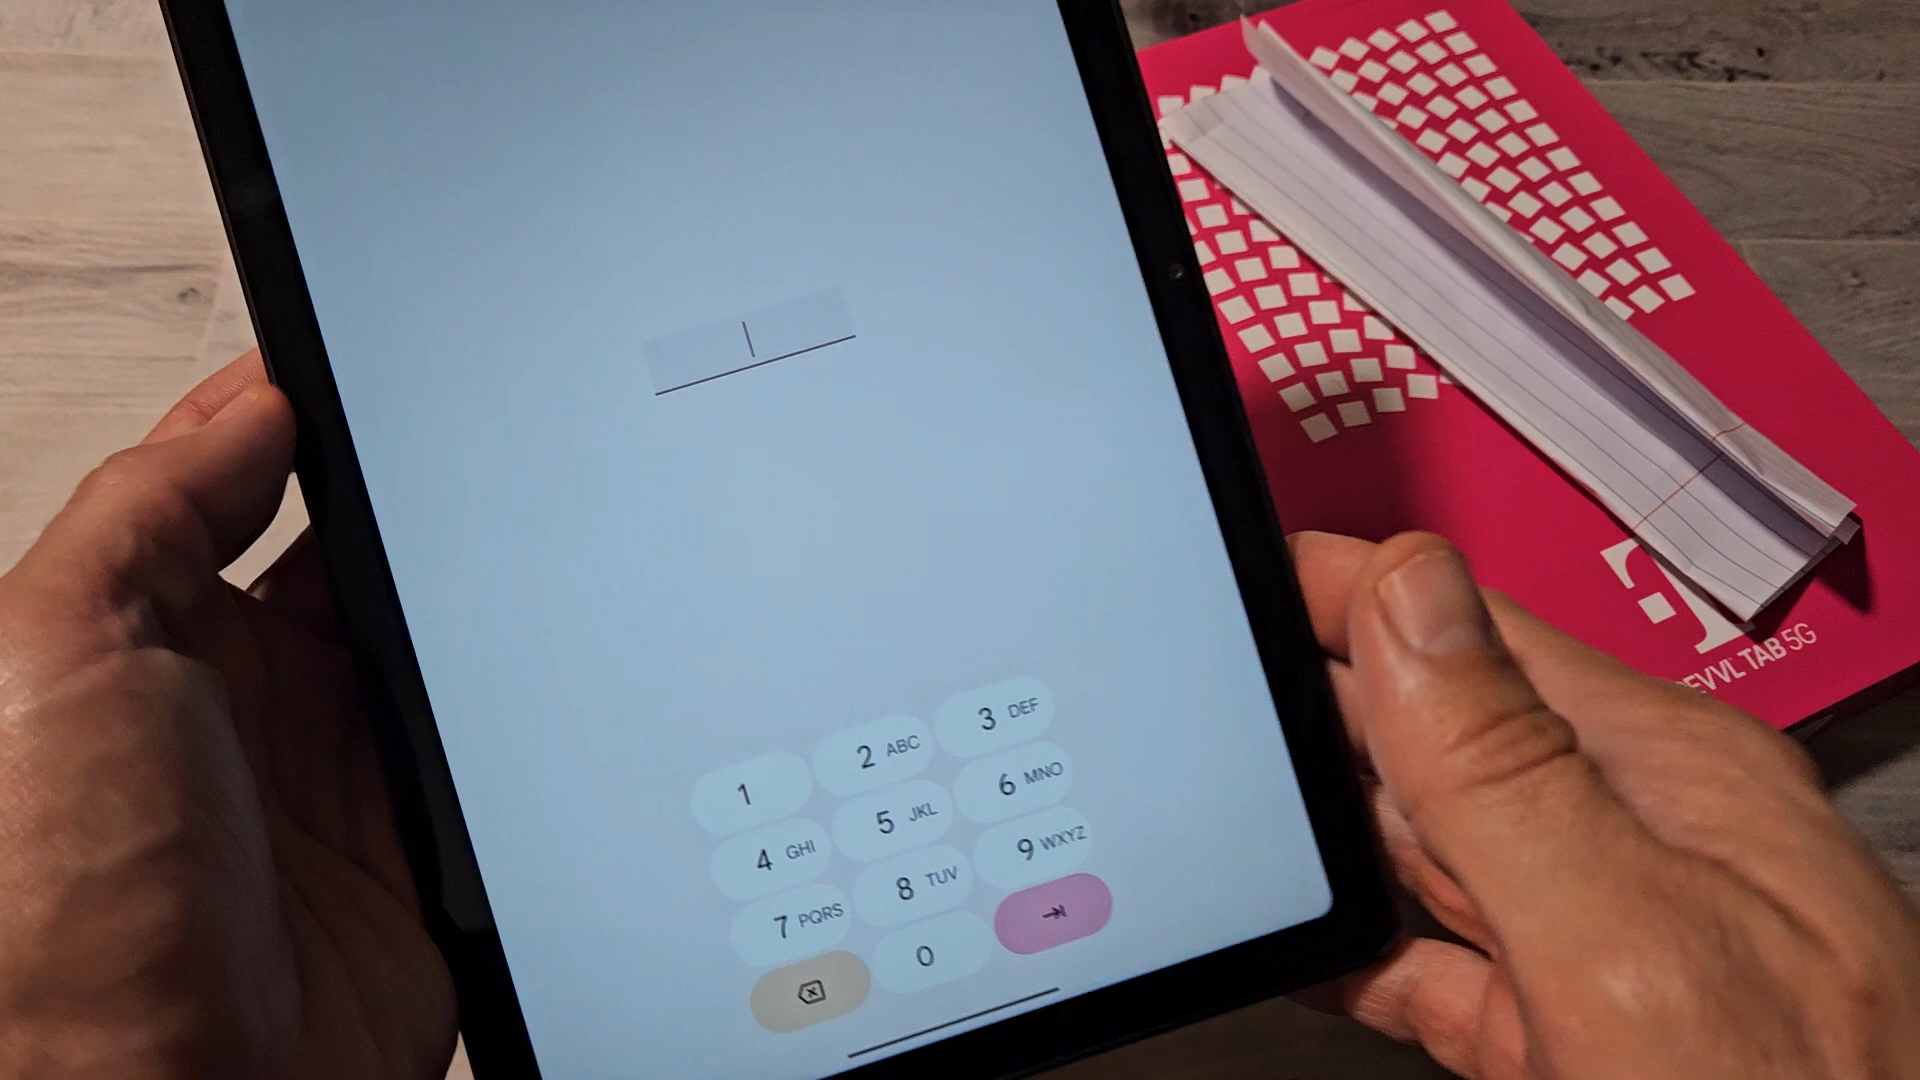 1
2 ABC
3 DEF
4 GHI
5 JKL
6 MNO
7 PQRS
8 TUV
9 WXYZ
0
T
TAB 5G